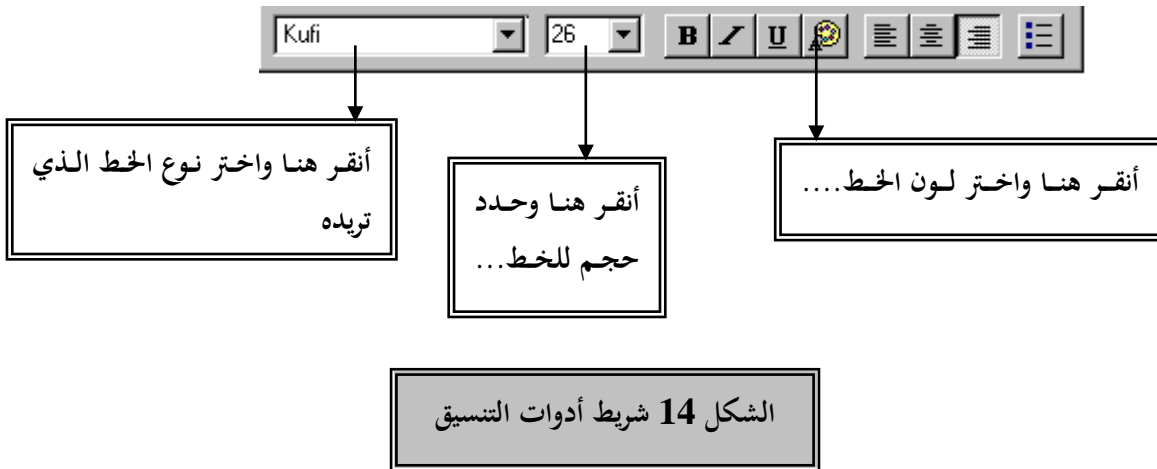 Kufi 26 B I U A
أنقر هنا واختر لون الخط....
أنقر هنا وحدد
حجم للخط...
أنقر هنا واختر نوع الخط الذي
تريده
الشكل 14 شريط أدوات التنسيق